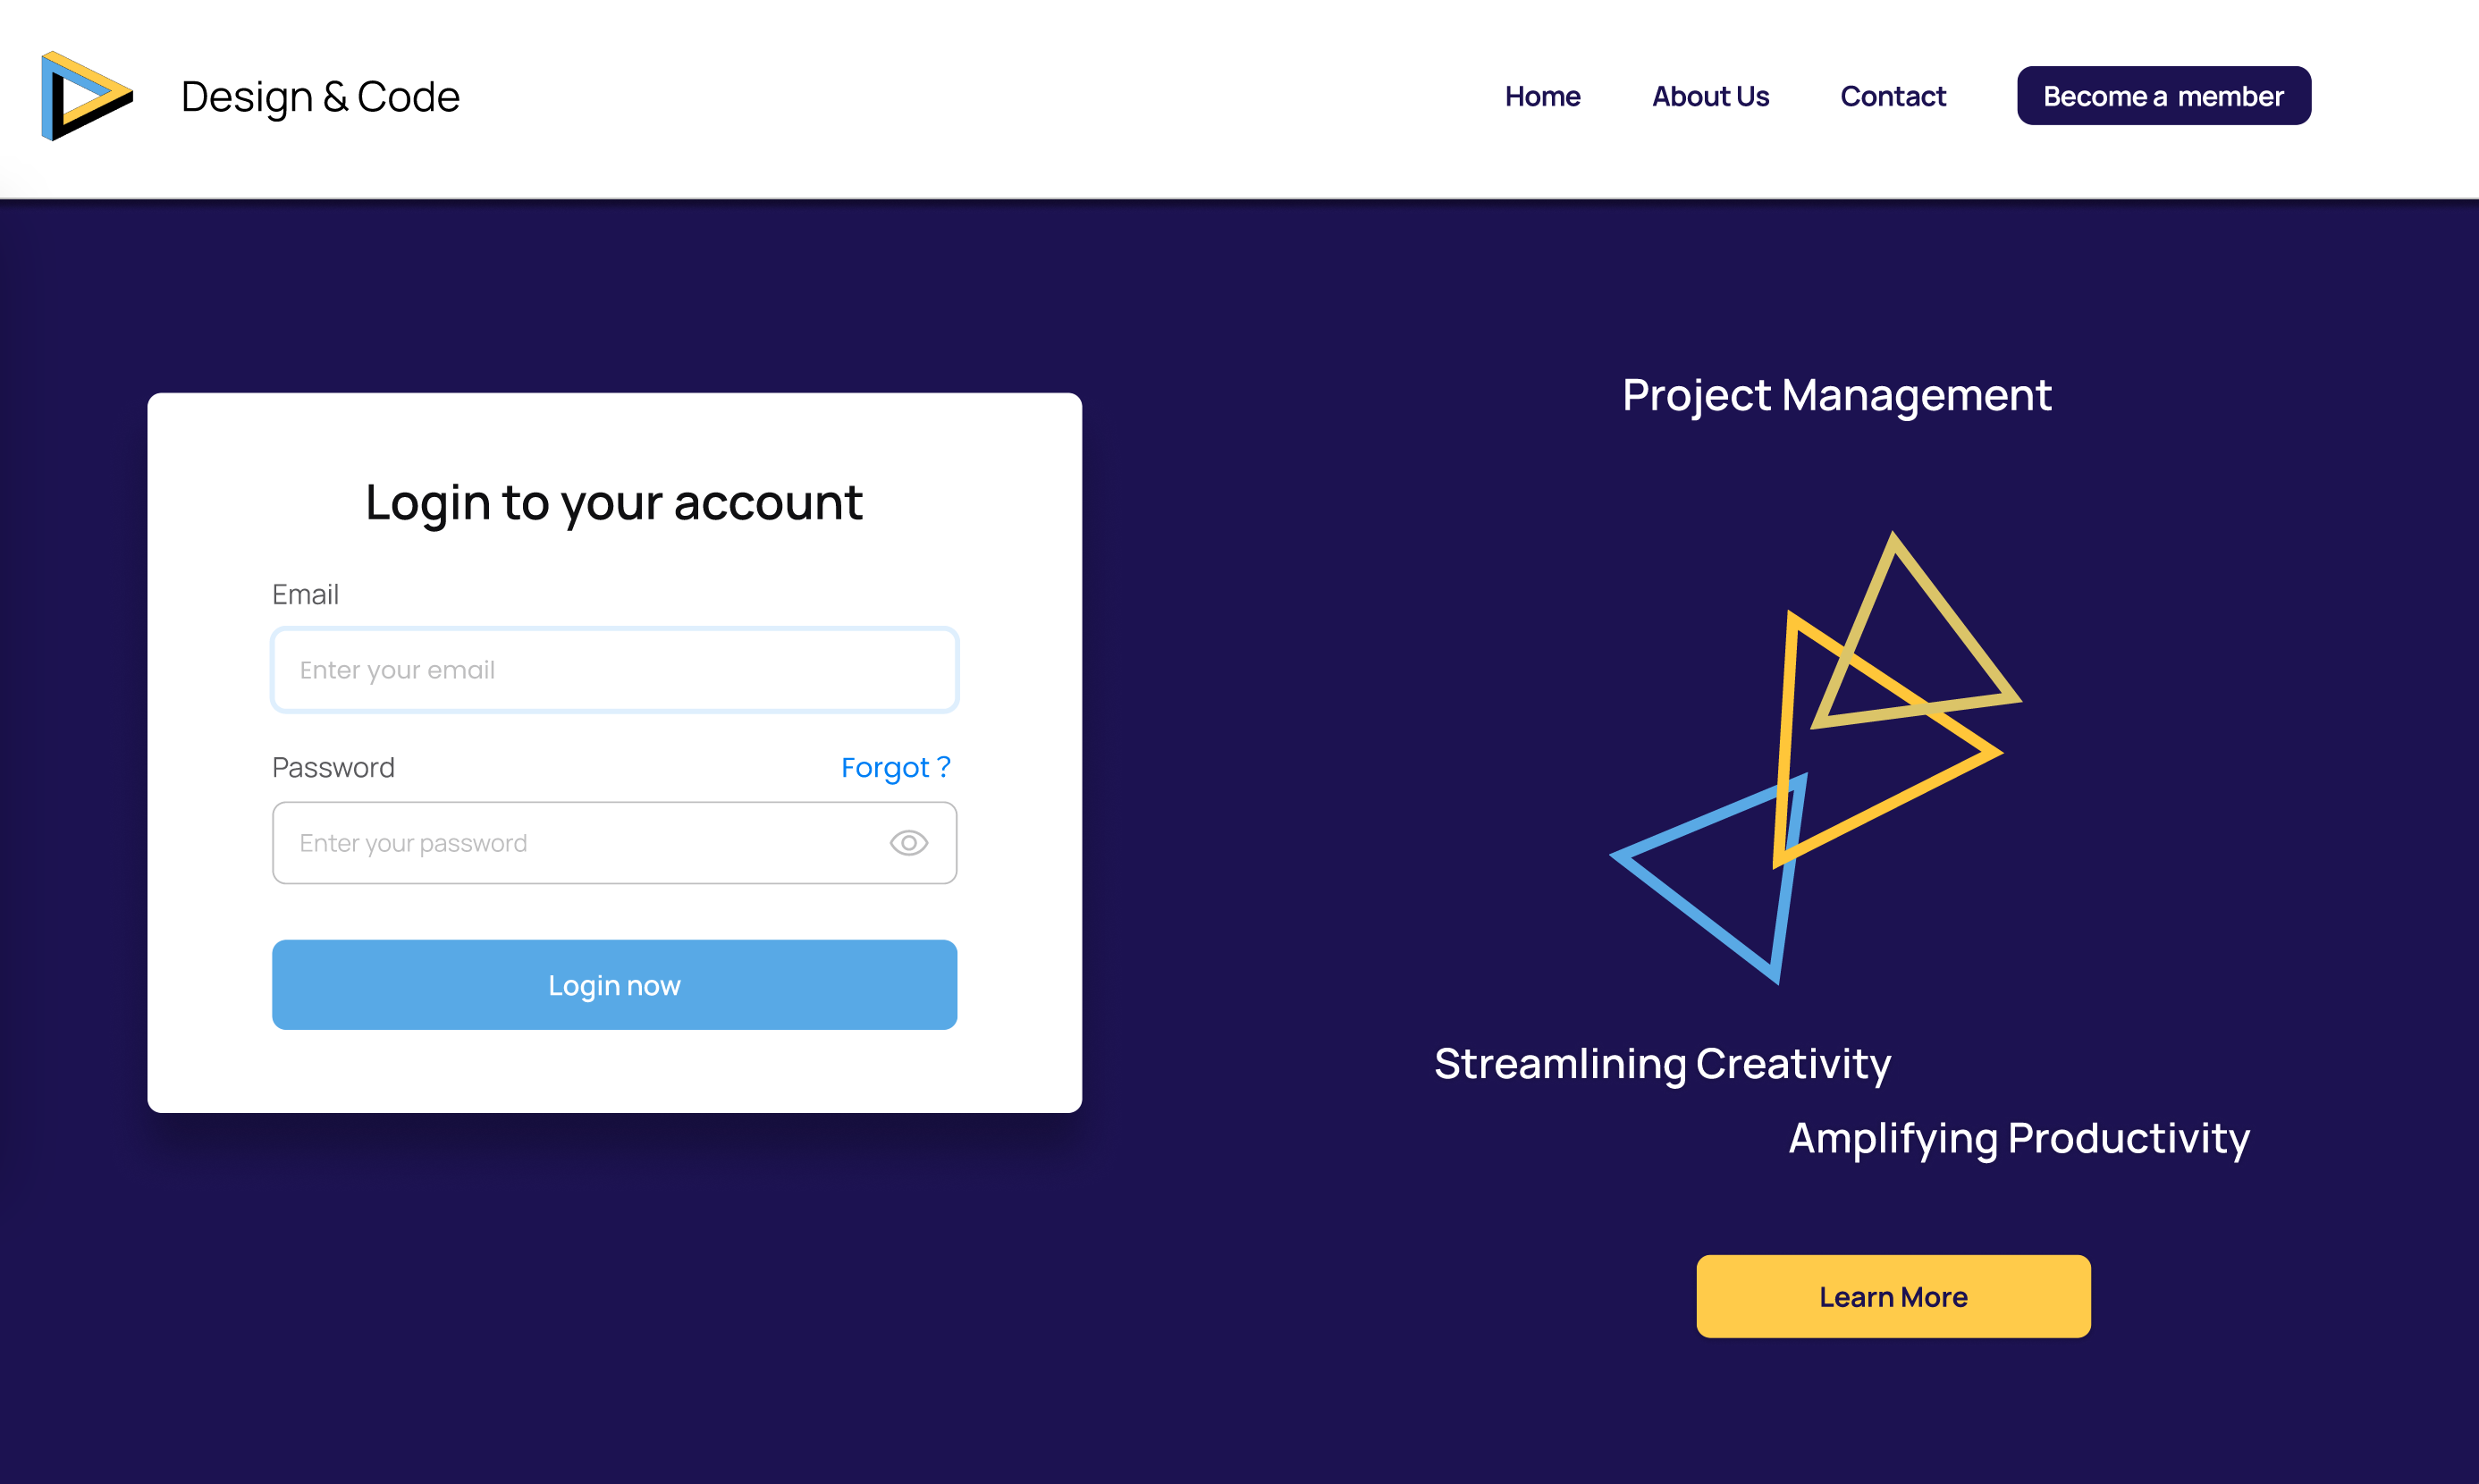 Design & Code
Home
About Us
Contact
Become a member
Login to your account
Email
Enter your email
Password
Forgot ?
Enter your password
Login now
Project Management
Streamlining Creativity
Amplifying Productivity
Learn More